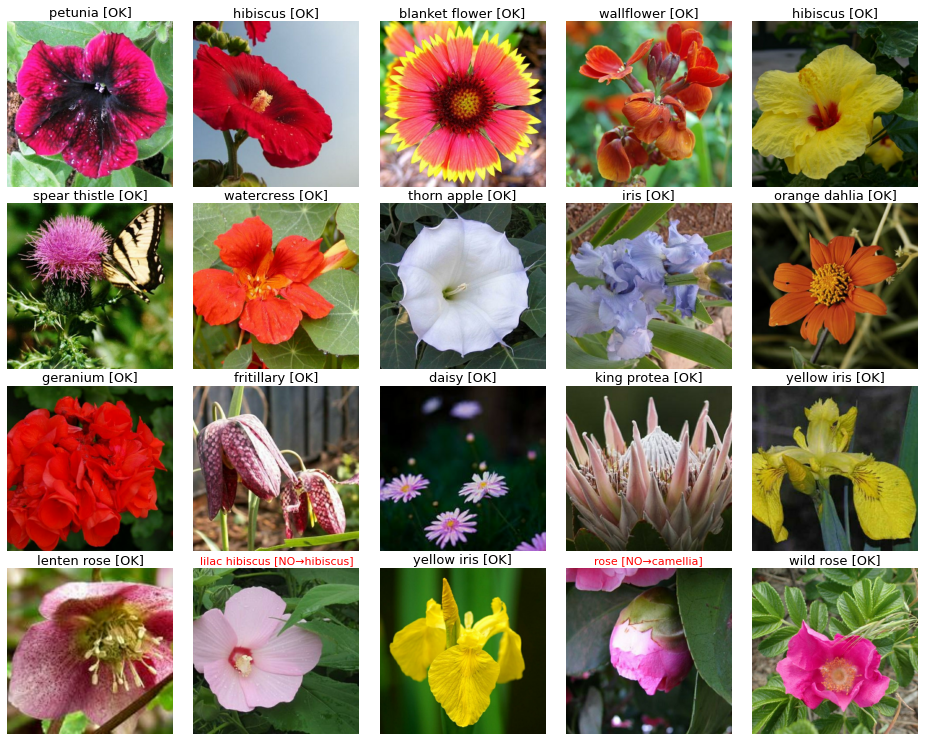 petunia [OK]
hibiscus [OK]
blanket flower [OK]
wallflower [OK]
hibiscus [OK]
spear thistle [OK]
watercress [OK]
thorn apple [OK]
iris [OK]
orange dahlia [OK]
geranium [OK]
fritillary [OK]
daisy [OK]
king protea [OK]
yellow iris [OK]
lenten rose [OK]
lilac hibiscus [NO→hibiscus]
yellow iris [OK]
rose [NO→camellia]
wild rose [OK]